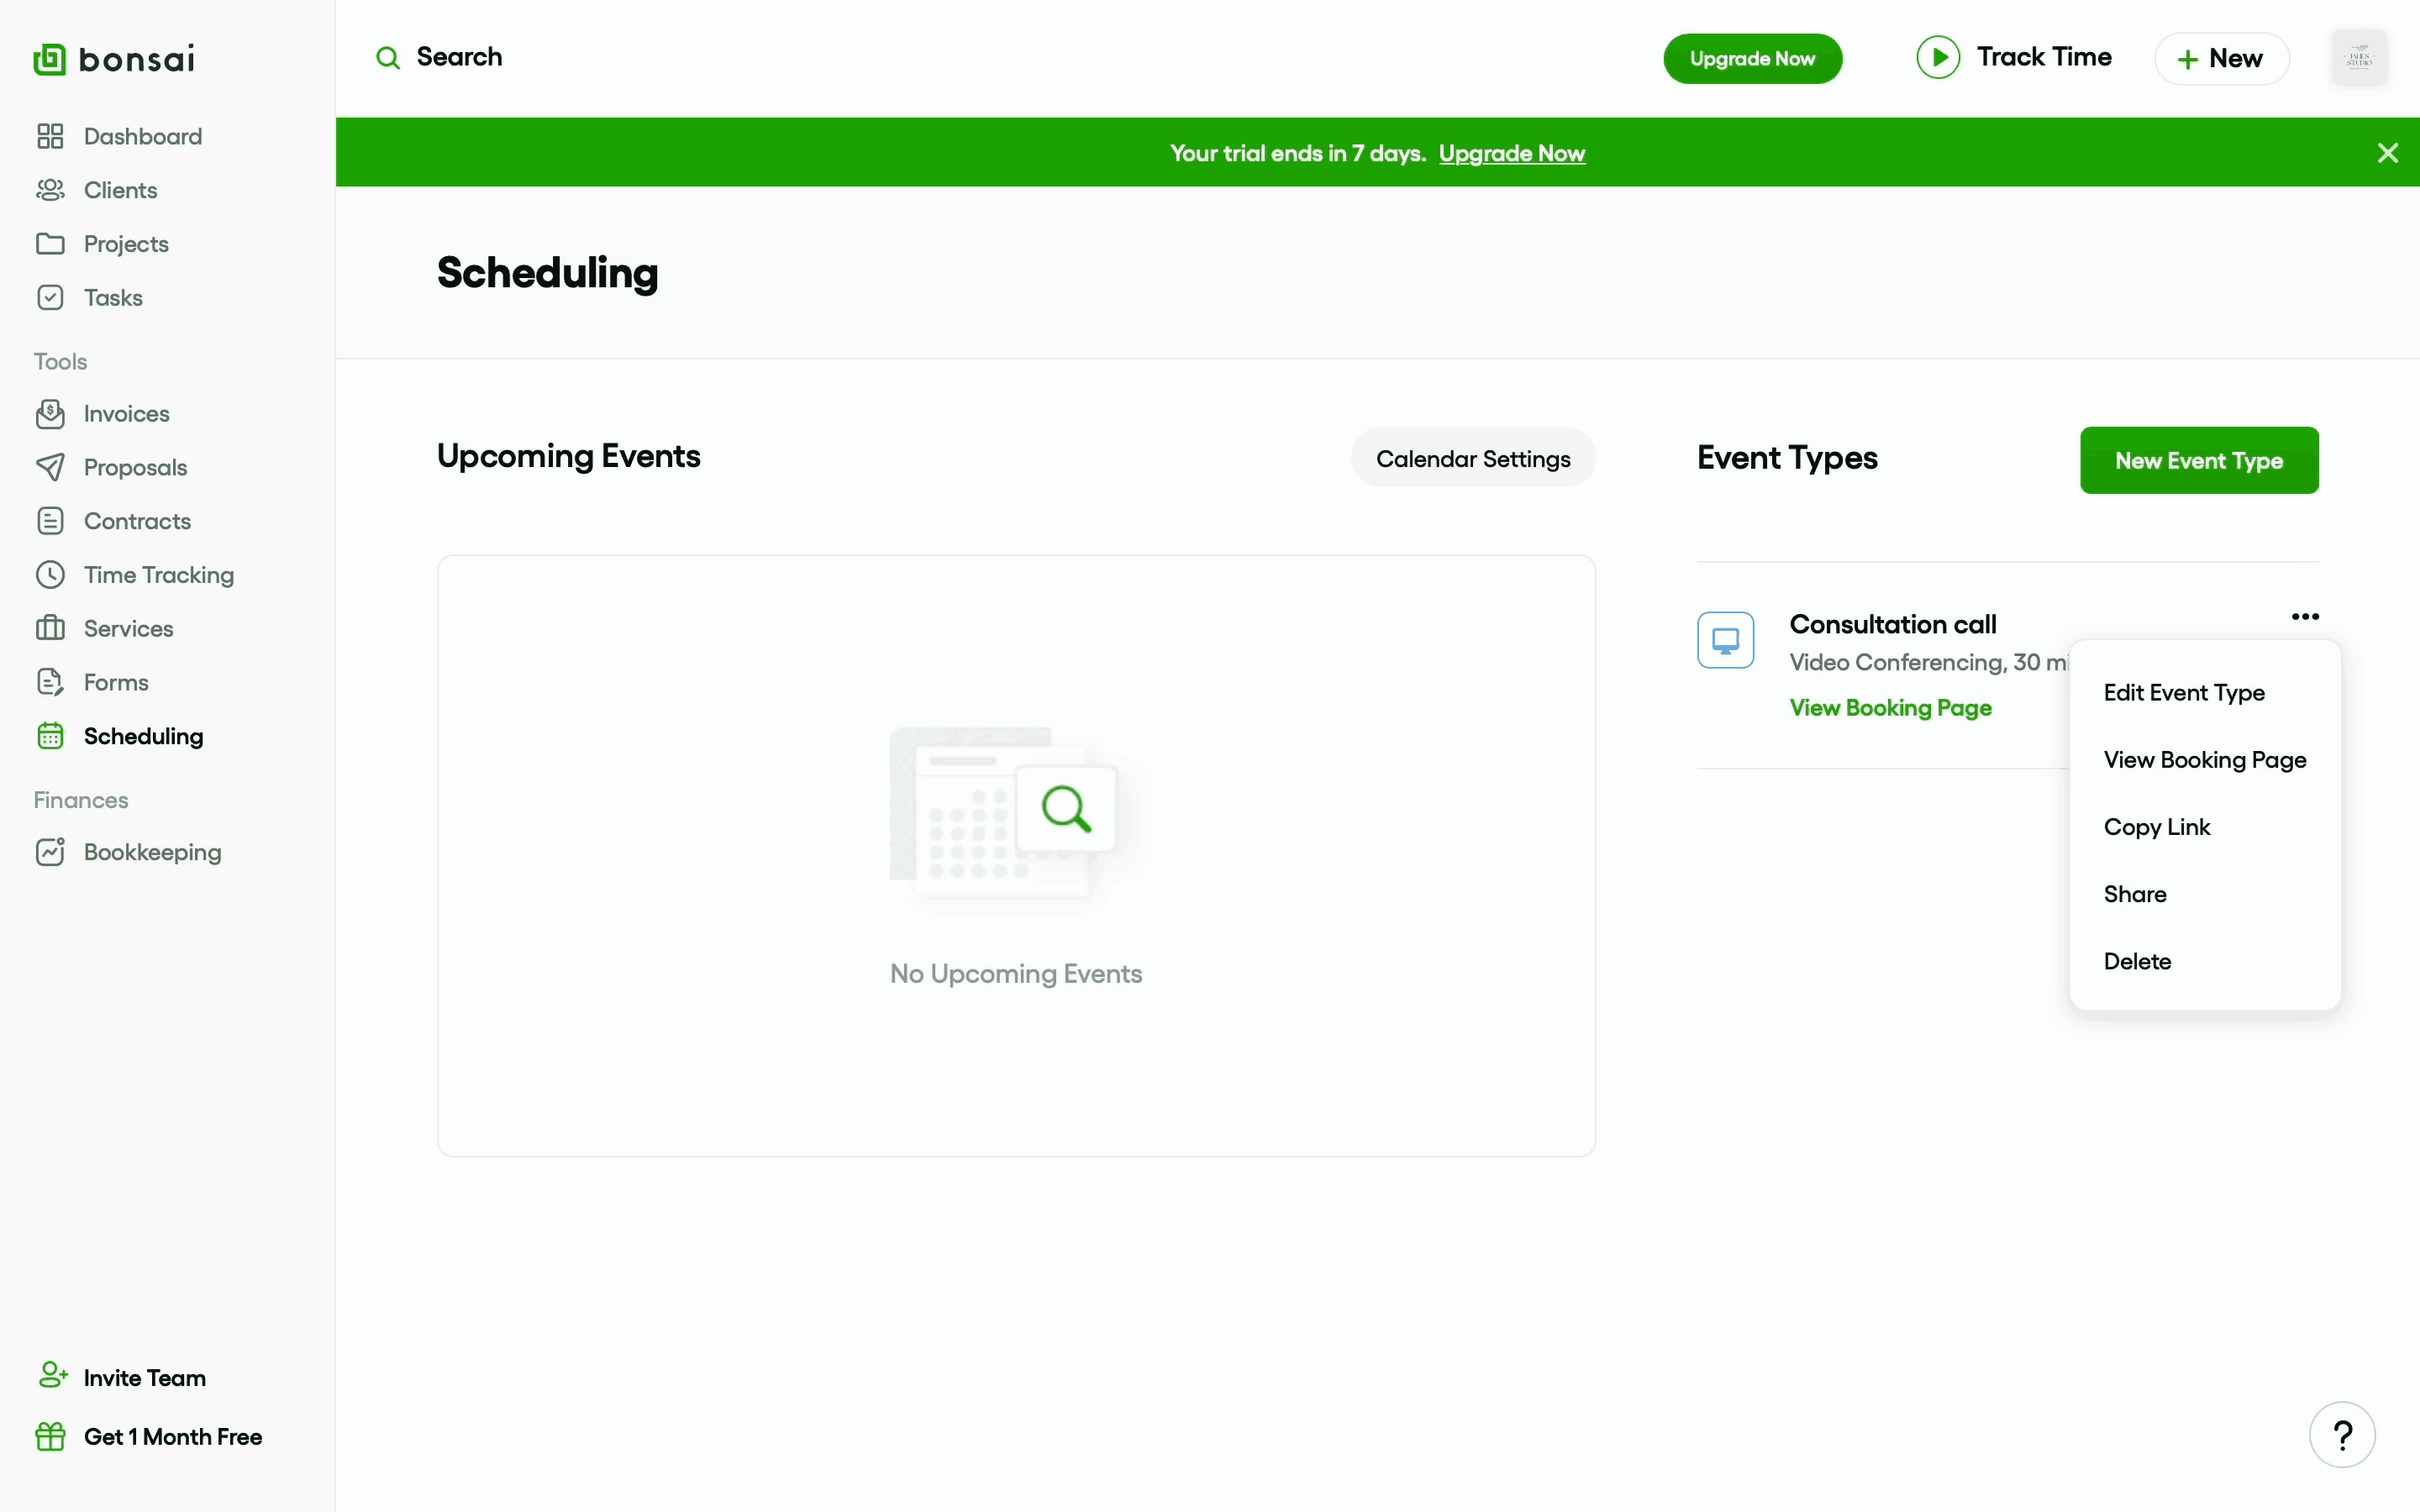 bonsai
Dashboard
Clients
Projects
Tasks
Tools
Invoices
Proposals
Contracts
Time Tracking
Services
Forms
Scheduling
Finances
Bookkeeping
Invite Team
Get 1 Month Free
Search
Upgrade Now
Track Time
New
Your trial ends in 7 days. Upgrade Now
Scheduling
Upcoming Events
Calendar Settings
No Upcoming Events
Event Types
New Event Type
Consultation call
Video Conferencing, 30
View Booking Page
Edit Event Type
View Booking Page
Copy Link
Share
Delete
?